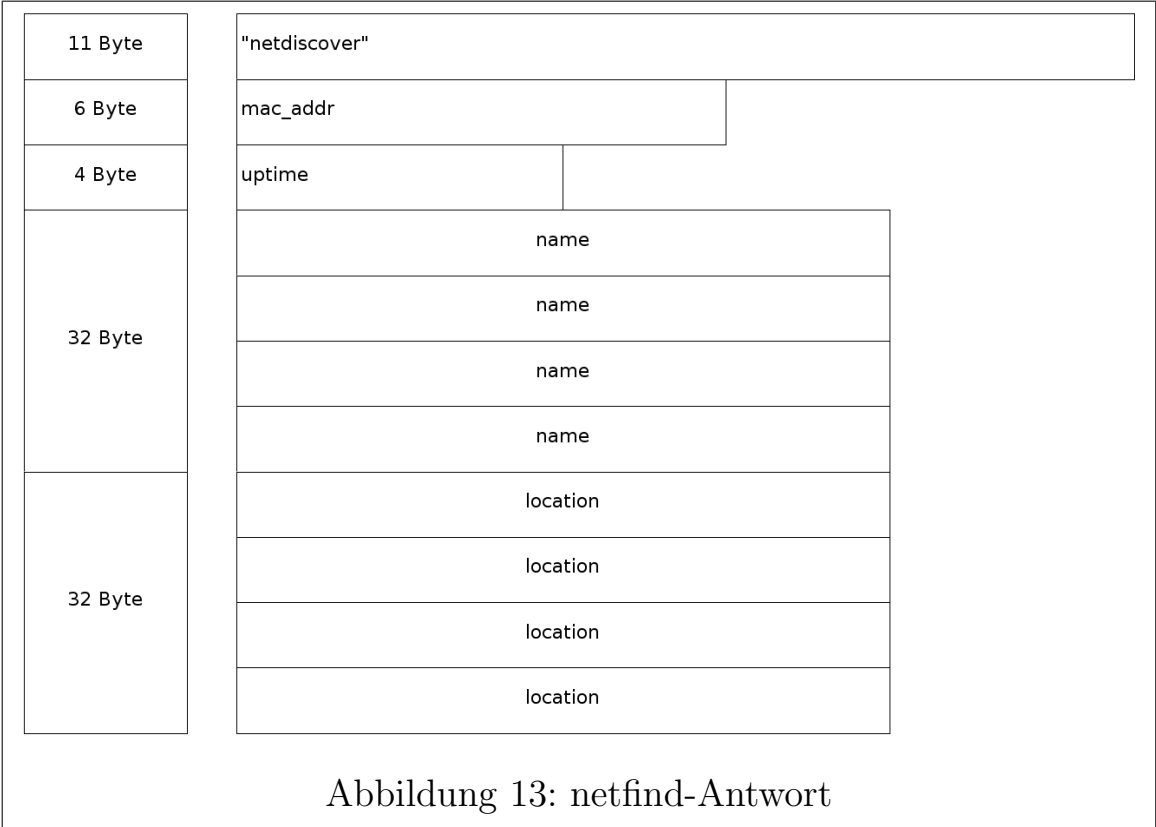 11 Byte "netdiscover"
6 Byte mac_addr
4 Byte uptime
name
name
32 Byte
name
name
location
location
32 Byte
location
location
Abbildung 13: netfind-Antwort